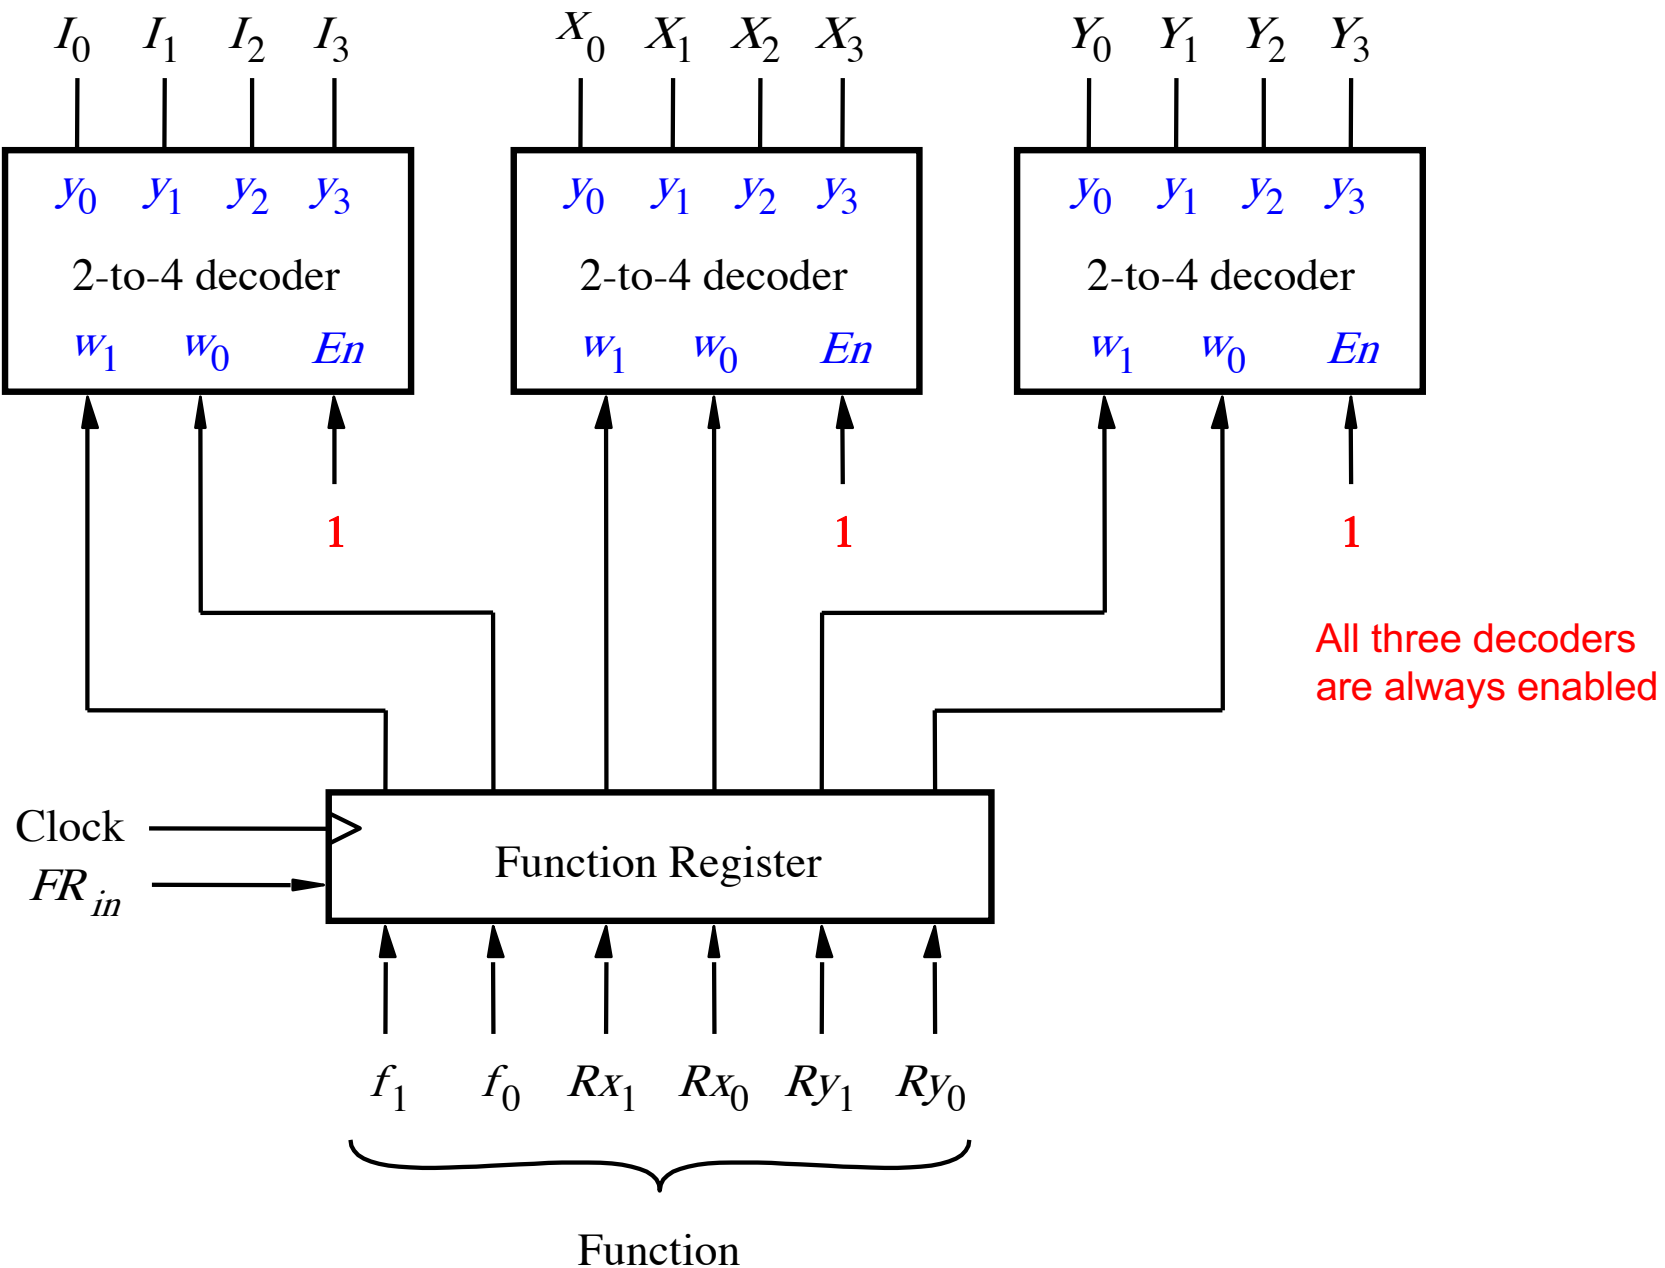 I0 I1 I2 I3 X0 X1 X2 X3 Y0 Y1 Y2 Y3
y0 y1 y2 y3 y0 y1 y2 y3 y0 y1 y2 y3
2-to-4 decoder 2-to-4 decoder 2-to-4 decoder
w1 w0 En w1 w0 En w1 w0 En
1 1 1
All three decoders
are always enabled
Clock
Function Register
FR in
f1 f0 Rx1 Rx0 Ry1 Ry0
Function